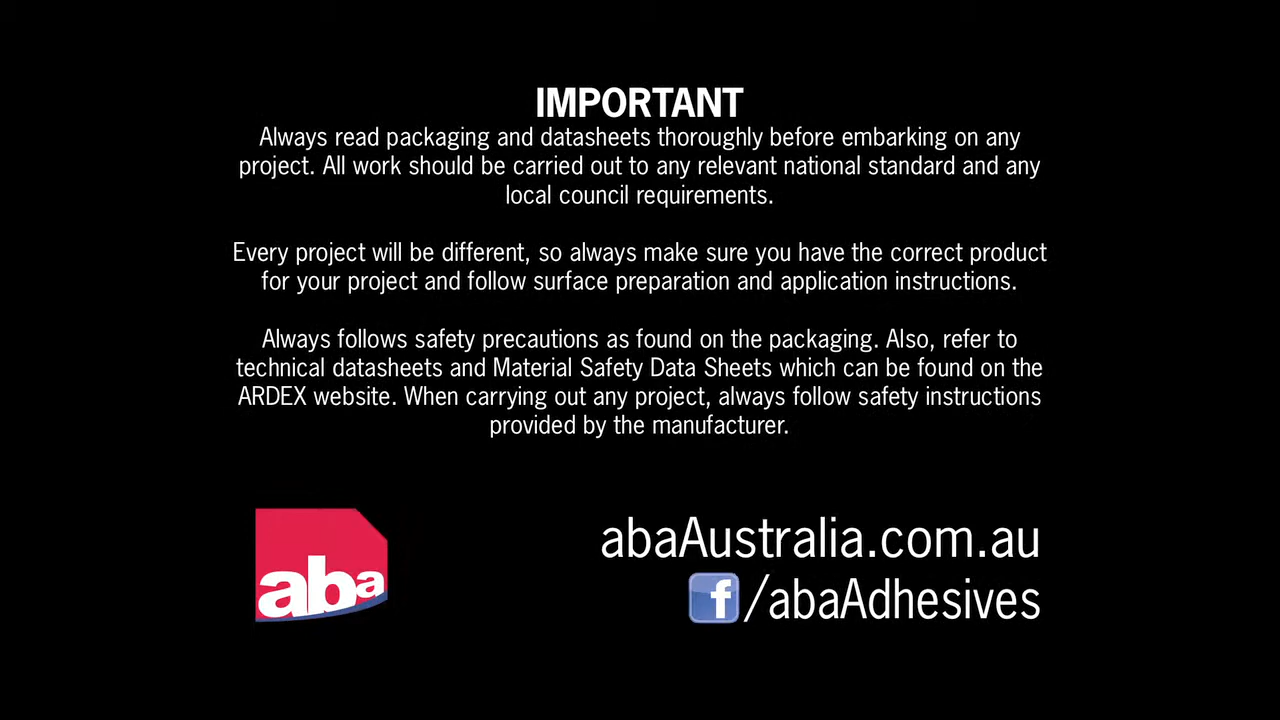 IMPORTANT
Always read packaging and datasheets thoroughly before embarking on any
project. All work should be carried out to any relevant national standard and any
local council requirements.
Every project will be different, so always make sure you have the correct product
for your project and follow surface preparation and application instructions.
Always follows safety precautions as found on the packaging. Also, refer to
technical datasheets and Material Safety Data Sheets which can be found on the
ARDEX website. When carrying out any project, always follow safety instructions
provided by the manufacturer.
aba
abaAustralia.com.au
f/abaAdhesives